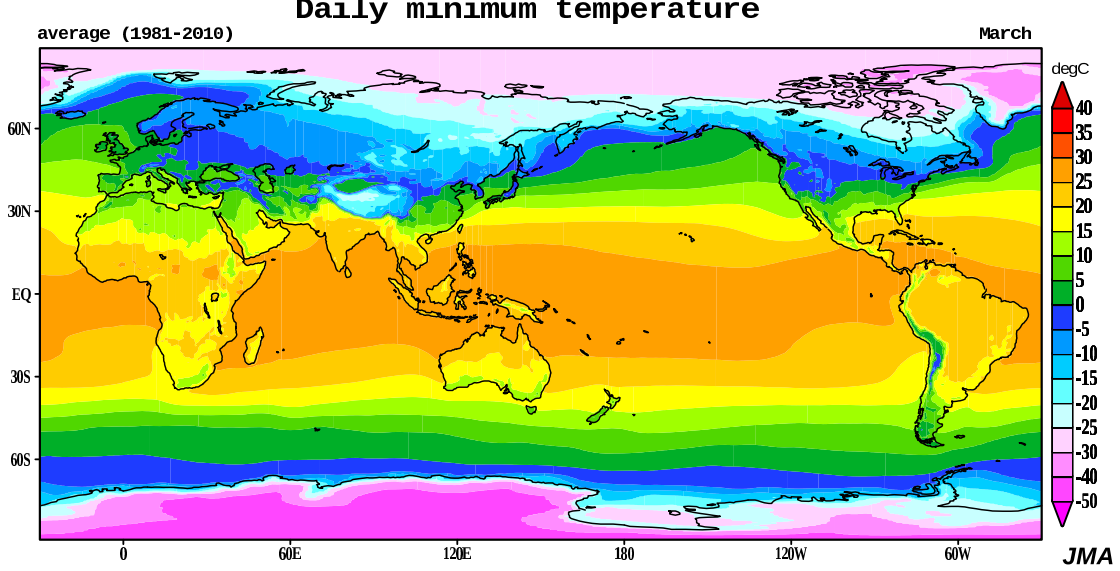 Daily minimum temperature
average (1981-2010)
March
degC
40
35
30
25
20
15
10
5
0
-5
-10
-15
-20
-25
-30
-40
-50
60N
30N
EQ
30S
60S
0
60E
120E
180
120W
60W
JMA